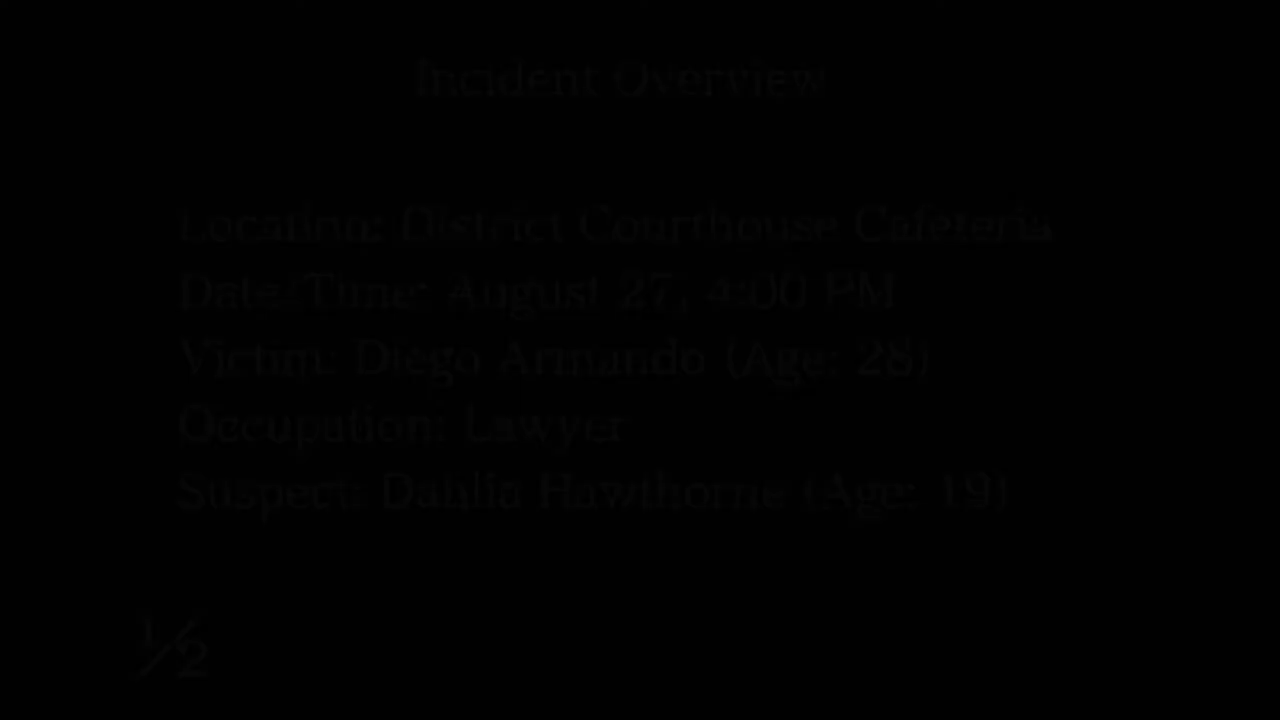 Incident Overview
Location: District Courthouse Cafeteria
Date/Time: August 27, 4:00 PM
Victim: Diego Armando (Age: 28)
Occupation: Lawyer
Suspect: Dahlia Hawthorne (Age: 19)
½